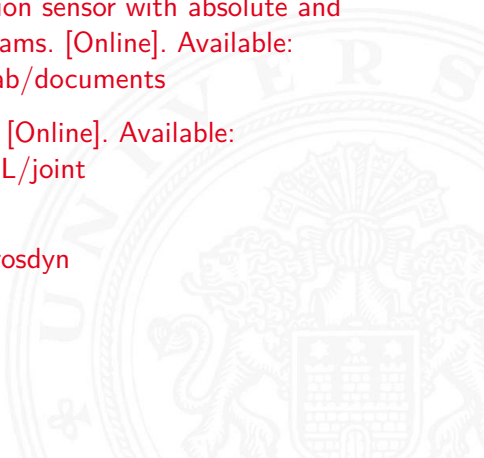 ion sensor with absolute and
ams. [Online]. Available:
ab/documents
[Online]. Available:
L/joint
rosdyn
U N I V E R S